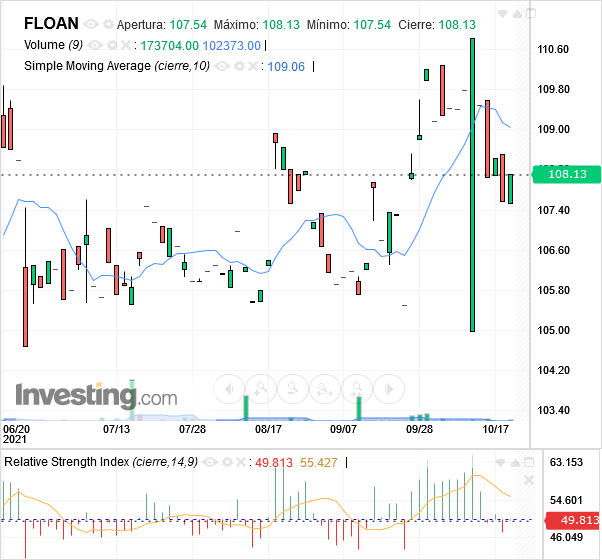 FLOAN Apertura: 107.54 Máximo: 108.13 Mínimo: 107.54 Cierre: 108.13
Volume (9) : 173704.00 102373.00
Simple Moving Average (cierre,10) : 109.06
110.60
109.80
109.00
108.13
107.40
106.60
105.80
105.00
104.20
103.40
Investing.com
06/20 07/13 07/28 08/17 09/07 09/28 10/17
2021
Relative Strength Index (cierre,14,9) : 49.813 55.427
63.153
54.601
49.813
46.049